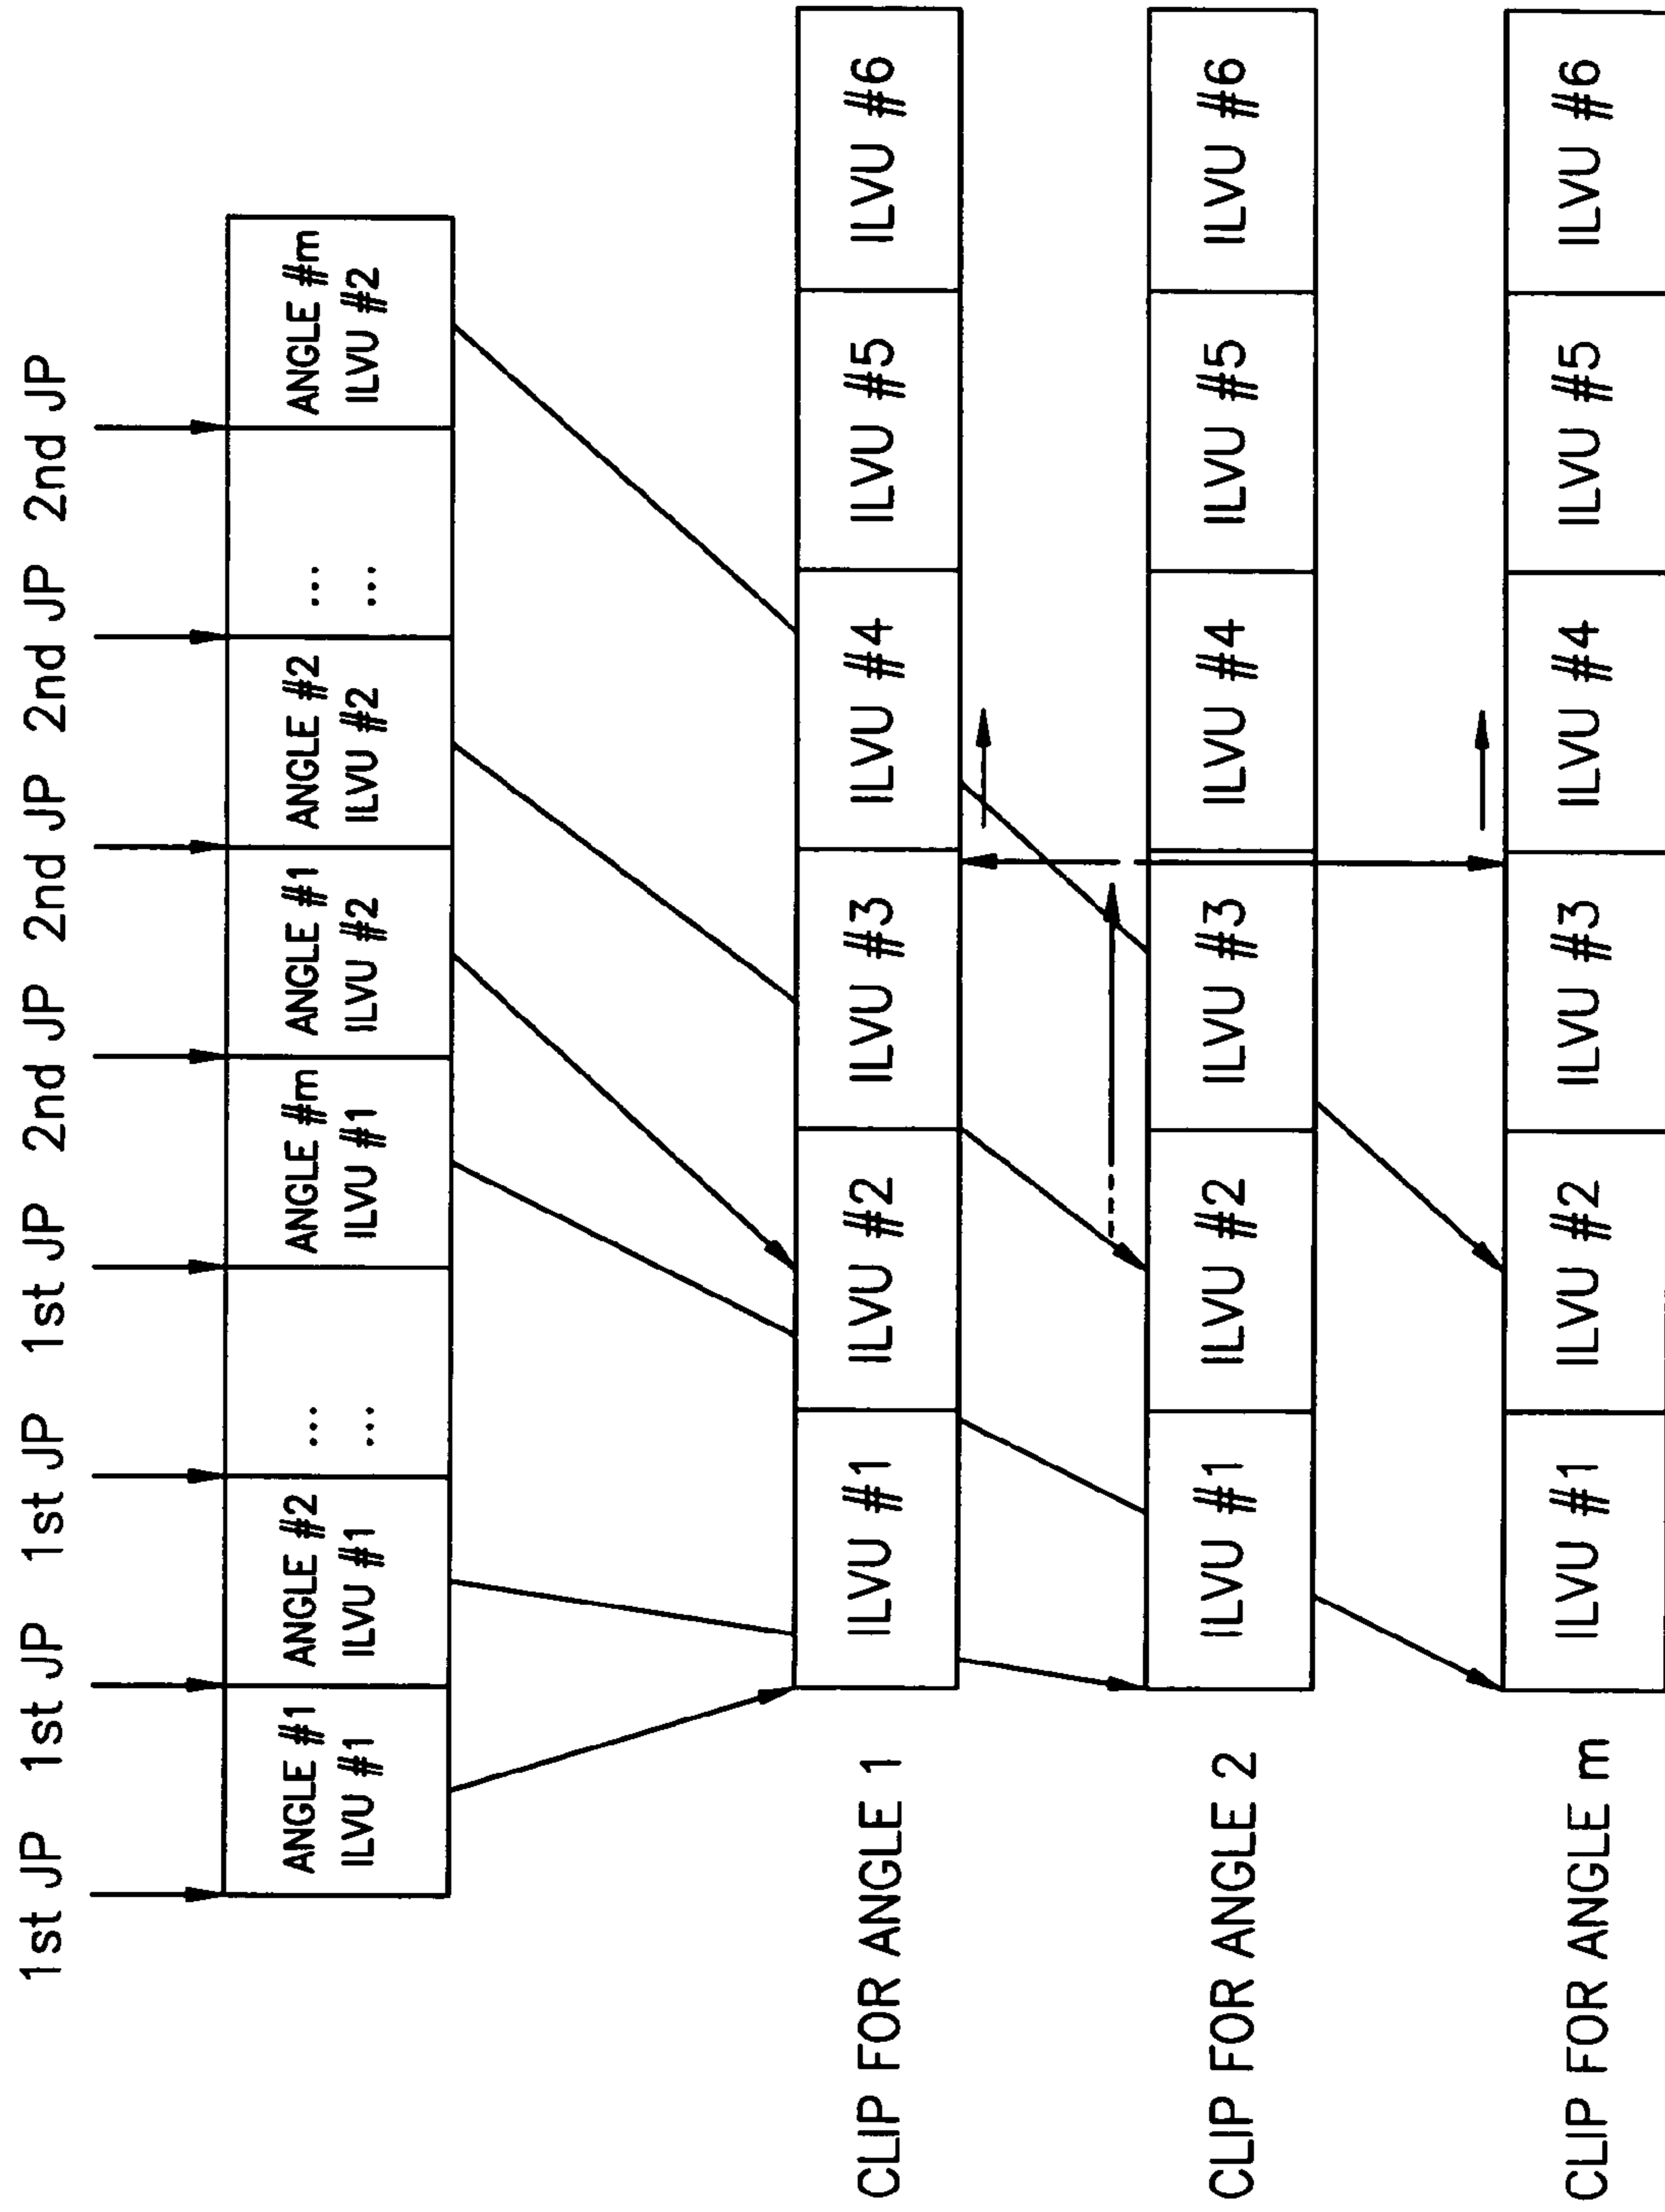 1st JP 1st JP 1st JP 1st JP 2nd JP 2nd JP 2nd JP 2nd JP
ANGLE #1
ILVU #1
ANGLE #2
ILVU #1
...
...
ANGLE #m
ILVU #1
ANGLE #1
ILVU #2
ANGLE #2
ILVU #2
...
...
ANGLE #m
ILVU #2
CLIP FOR ANGLE 1
ILVU #1
ILVU #2
ILVU #3
ILVU #4
ILVU #5
ILVU #6
CLIP FOR ANGLE 2
ILVU #1
ILVU #2
ILVU #3
ILVU #4
ILVU #5
ILVU #6
CLIP FOR ANGLE m
ILVU #1
ILVU #2
ILVU #3
ILVU #4
ILVU #5
ILVU #6